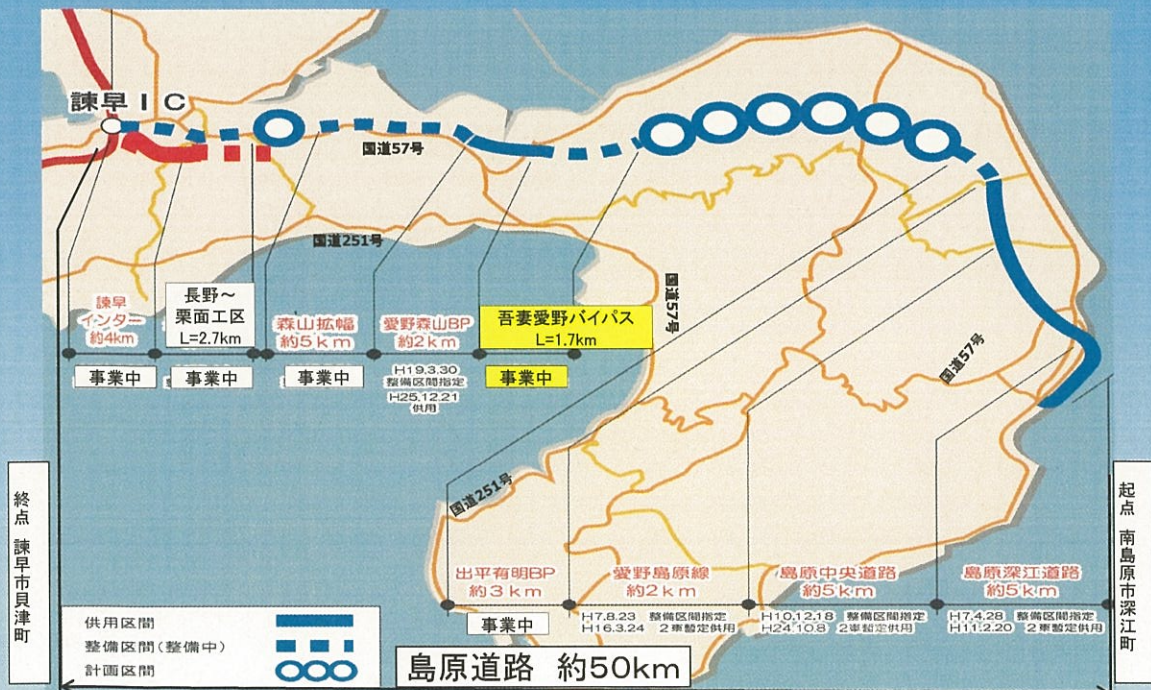 諫早IC
国道57号
国道251号
国道57号
国道57号
国道251号
諫早
インター
約4km
事業中
長野～
栗面工区
L=2.7km
事業中
森山拡幅
約5km
事業中
愛野森山BP
約2km
H19.3.30
整備区間指定
H25.12.21
供用
吾妻愛野バイパス
L=1.7km
事業中
出平有明BP
約3km
事業中
愛野島原線
約2km
H7.8.23 整備区間指定
H16.3.24 2車暫定供用
島原中央道路
約5km
H10.12.18 整備区間指定
H24.10.8 2車暫定供用
島原深江道路
約5km
H7.4.28 整備区間指定
H11.2.20 2車暫定供用
終点 諫早市貝津町
起点 南島原市深江町
供用区間
整備区間(整備中)
計画区間
島原道路 約50km